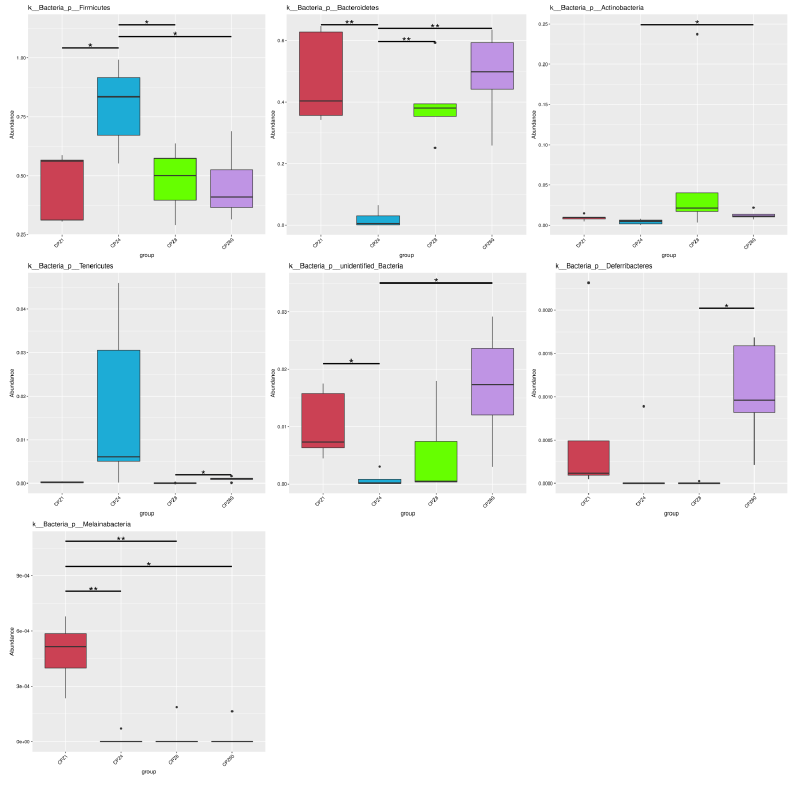 k__Bacteria_p__Firmicutes
*
*
*
1.00
0.75
0.50
0.25
Abundance
group
k__Bacteria_p__Bacteroidetes
**
**
**
0.6
0.4
0.2
0.0
Abundance
group
k__Bacteria_p__Actinobacteria
*
0.25
0.20
0.15
0.10
0.05
0.00
Abundance
group
k__Bacteria_p__Tenericutes
*
0.04
0.03
0.02
0.01
0.00
Abundance
group
k__Bacteria_p__unidentified_Bacteria
*
*
0.03
0.02
0.01
0.00
Abundance
group
k__Bacteria_p__Deferribacteres
*
0.0020
0.0015
0.0010
0.0005
0.0000
Abundance
group
k__Bacteria_p__Melainabacteria
**
*
**
9e-04
6e-04
3e-04
0e+00
Abundance
group